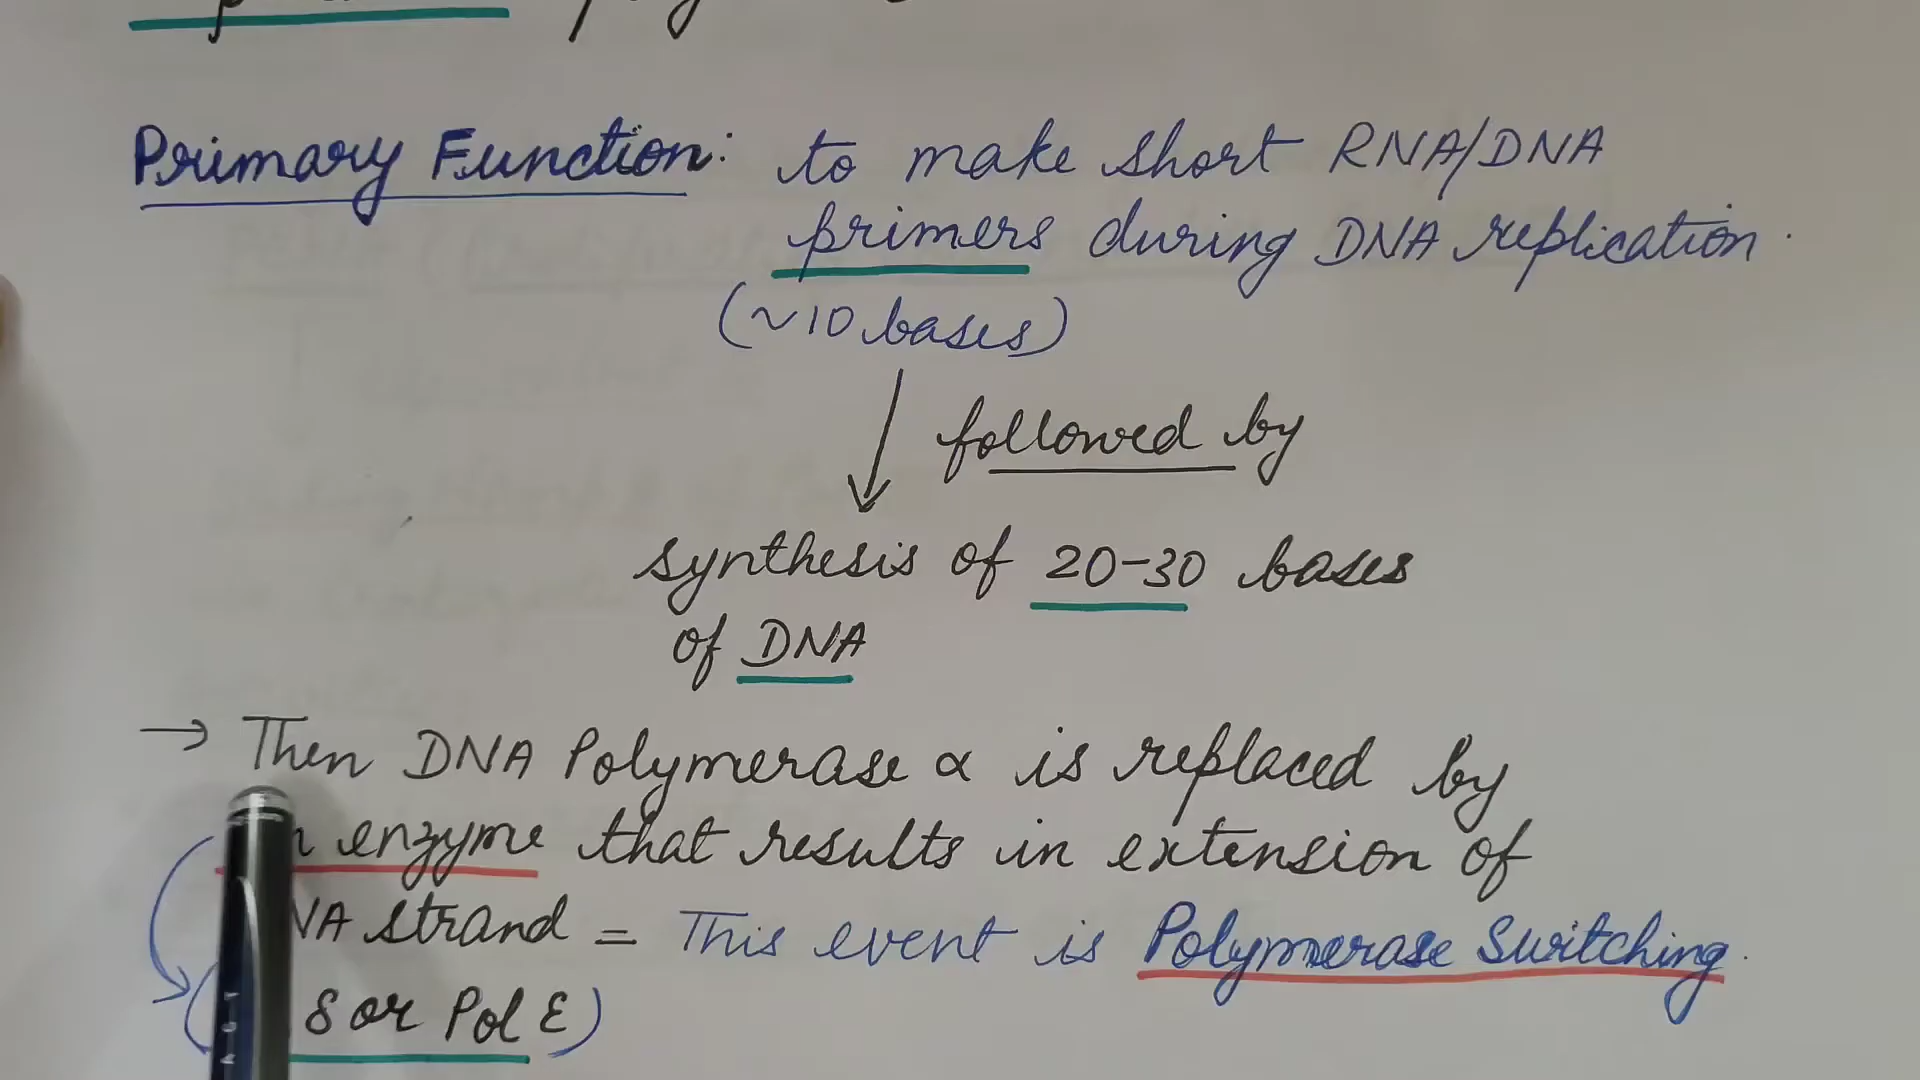 Primary Function: to make short RNA/DNA
primers during DNA replication.
(~10 bases)
followed by
synthesis of 20-30 bases
of DNA
→ Then DNA Polymerase α is replaced by
enzyme that results in extension of
strand = This event is Polymerase Switching.
δ or Pol ε)